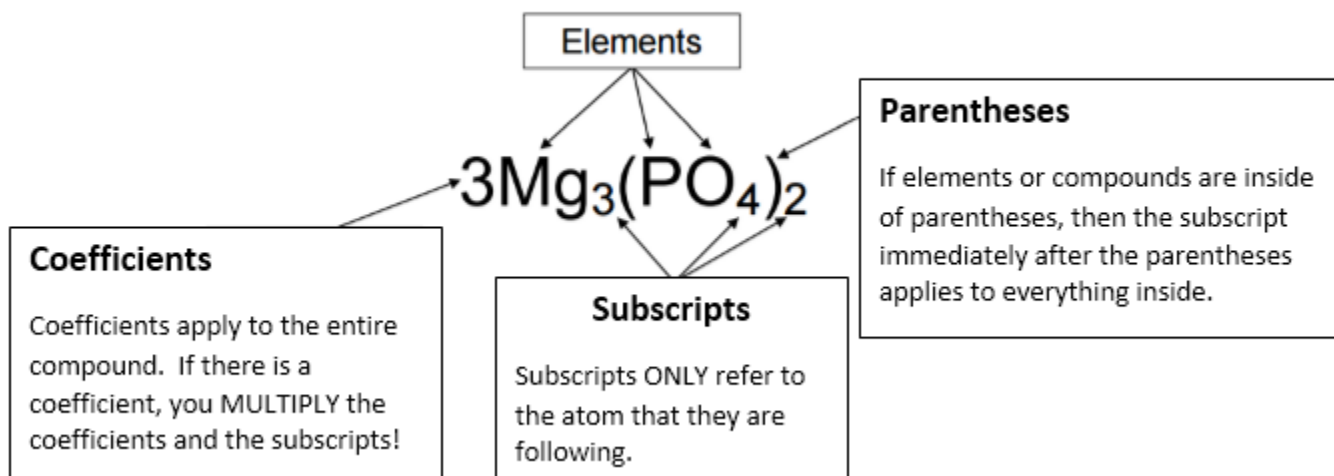 Elements
Parentheses
If elements or compounds are inside
of parentheses, then the subscript
immediately after the parentheses
applies to everything inside.
3Mg₃(PO₄)₂
Coefficients
Coefficients apply to the entire
compound.  If there is a
coefficient, you MULTIPLY the
coefficients and the subscripts!
Subscripts
Subscripts ONLY refer to
the atom that they are
following.